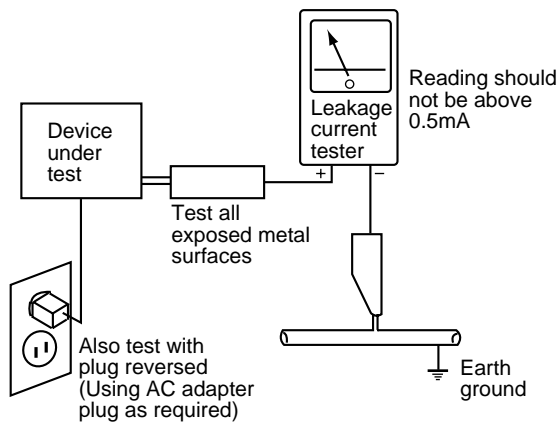 Device
under
test
Leakage
current
tester
Reading should
not be above
0.5mA
+ –
Test all
exposed metal
surfaces
Also test with
plug reversed
(Using AC adapter
plug as required)
Earth
ground